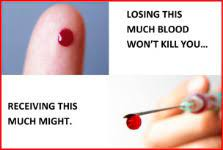 LOSING THIS
MUCH BLOOD
WON'T KILL YOU...
RECEIVING THIS
MUCH MIGHT.